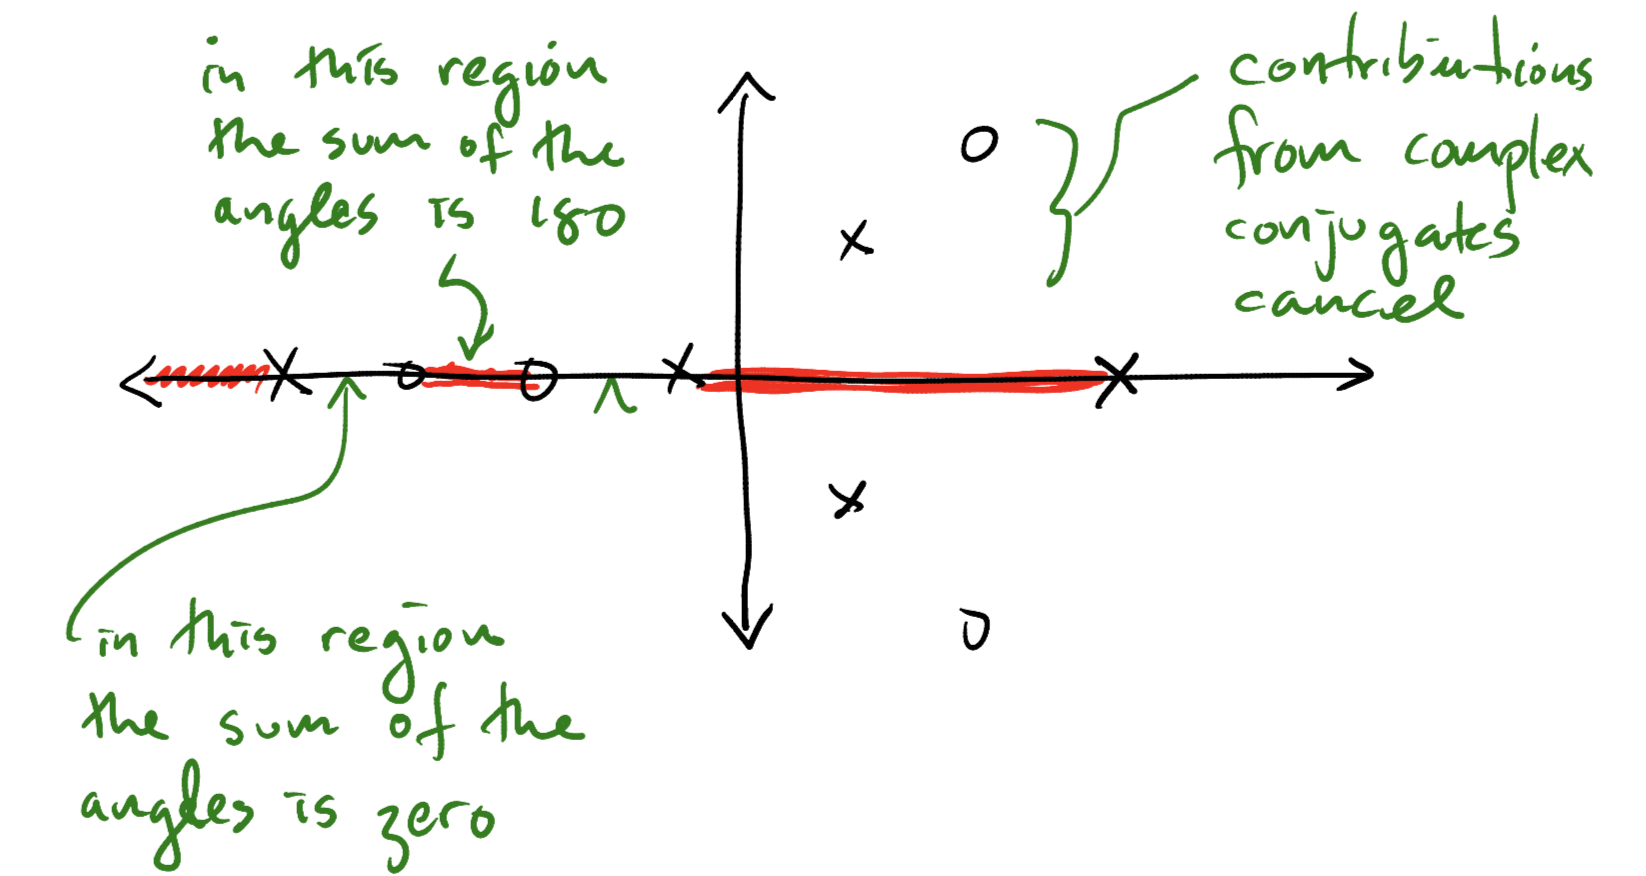 in this region
the sum of the
angles is 180
contributions
from complex
conjugates
cancel
in this region
the sum of the
angles is zero